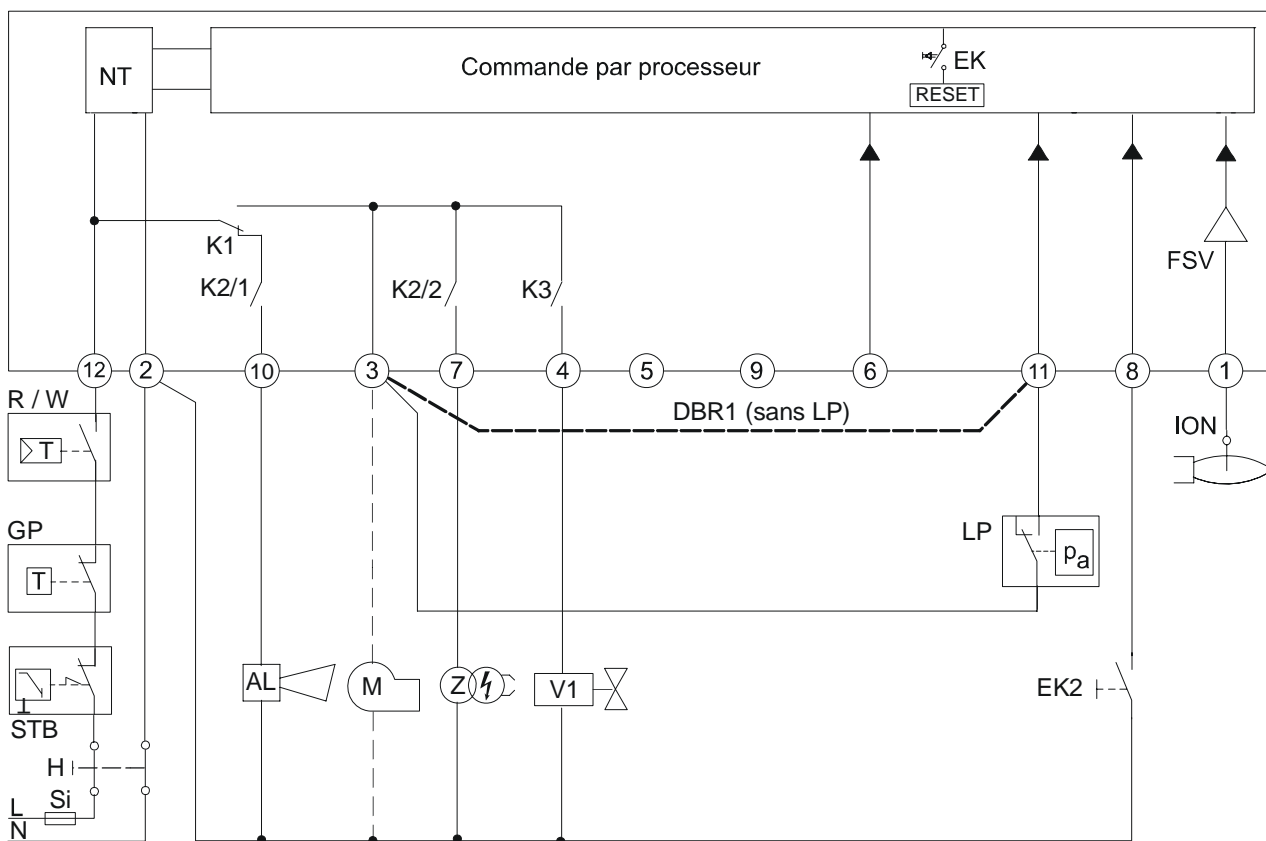 NT
Commande par processeur
EK
RESET
K1
K2/1
K2/2
K3
FSV
12
2
10
3
7
4
5
9
6
11
8
1
R / W
T
DBR1 (sans LP)
ION
GP
T
LP
pa
STB
AL
M
Z
V1
EK2
H
Si
L
N